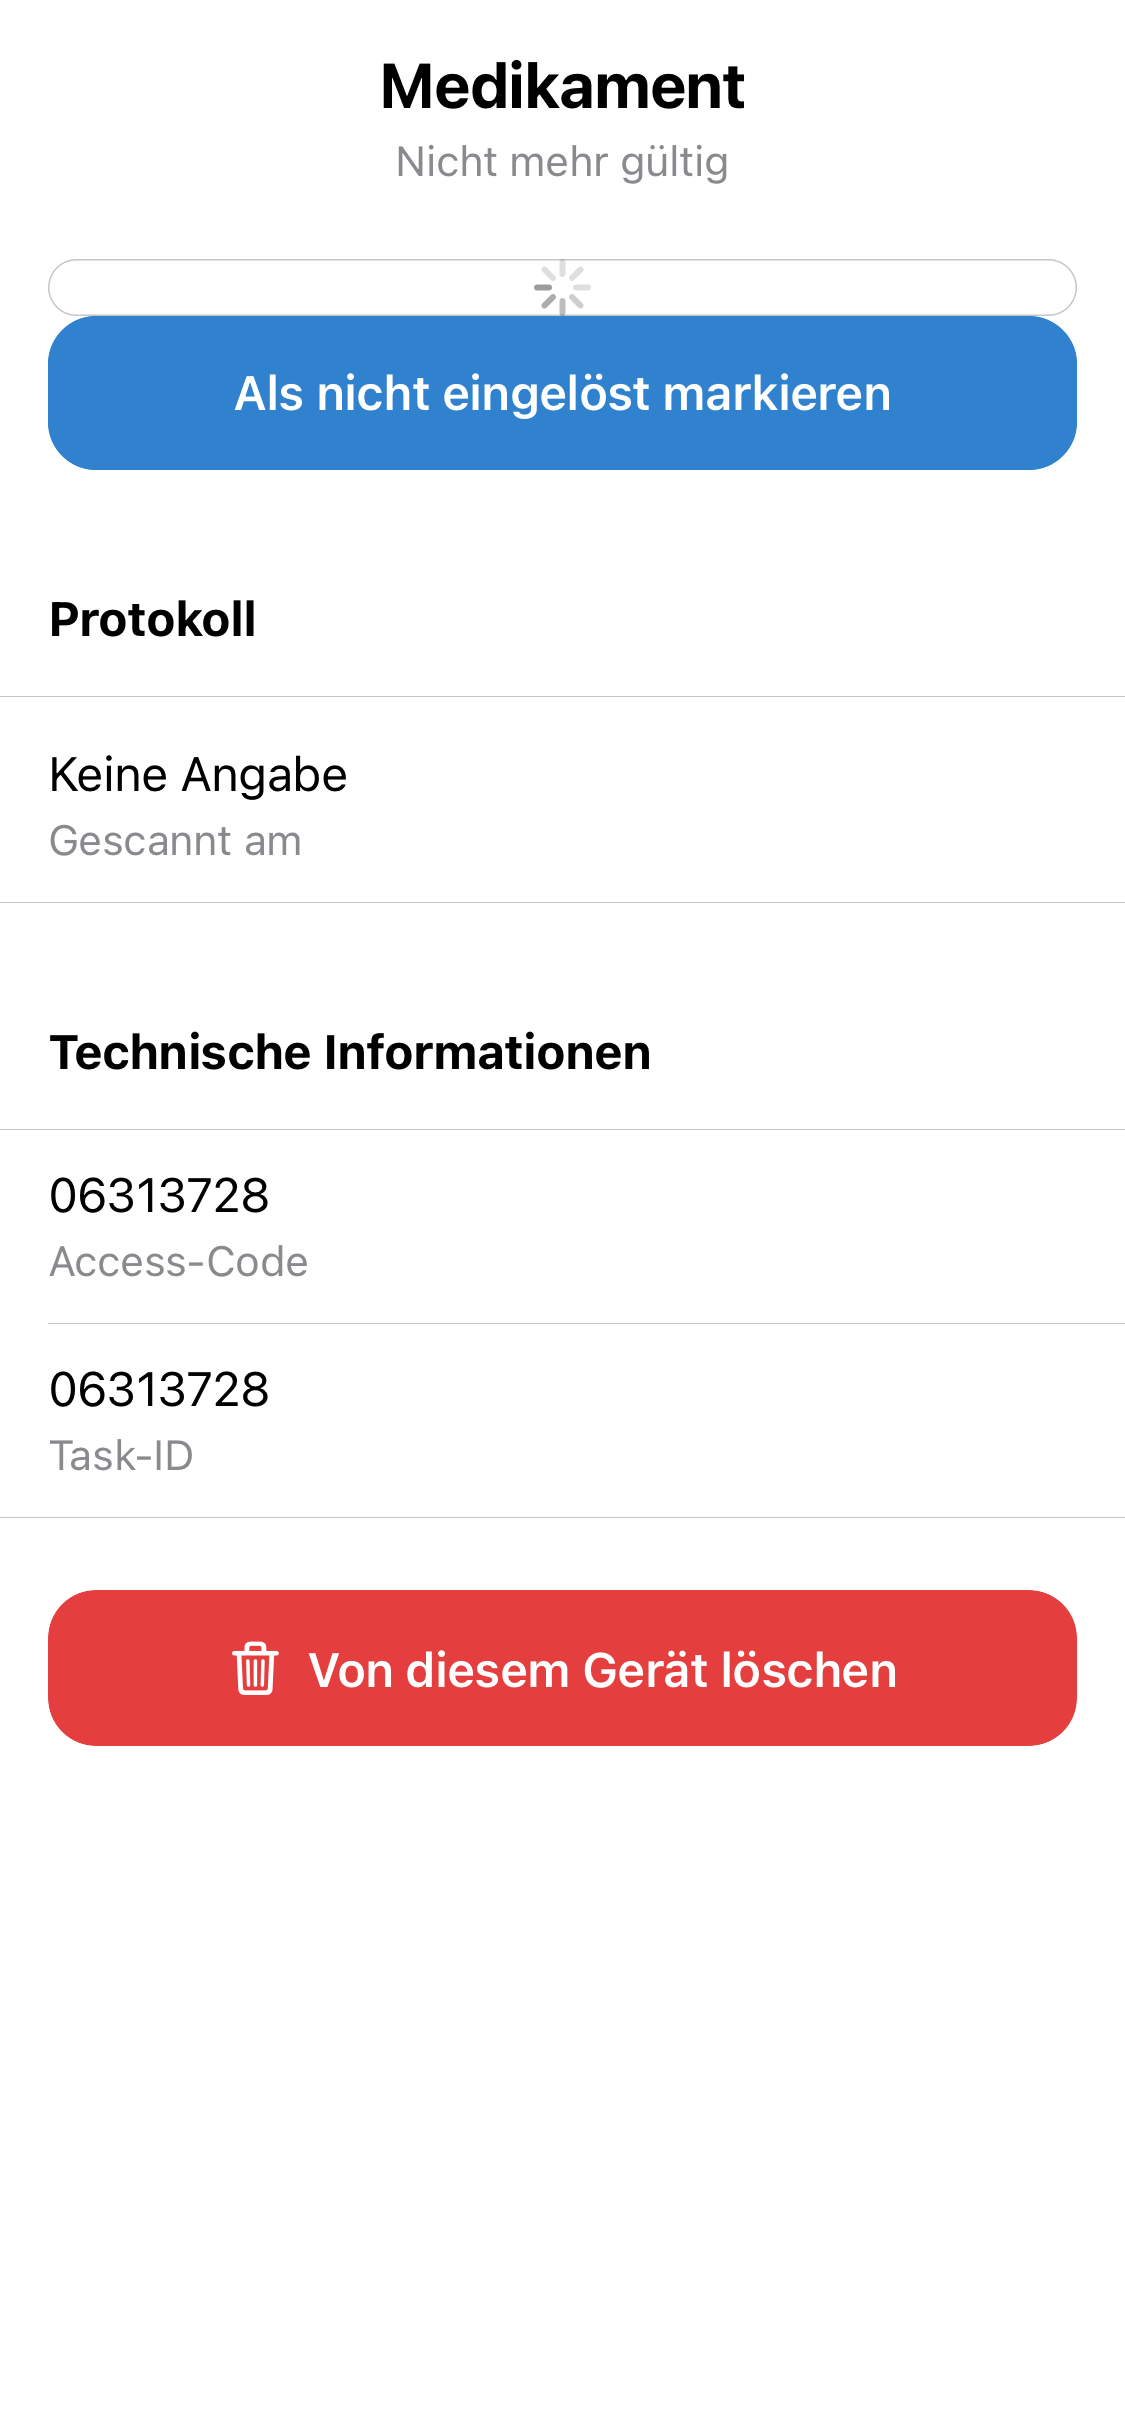 Medikament
Nicht mehr gültig
Als nicht eingelöst markieren
Protokoll
Keine Angabe
Gescannt am
Technische Informationen
06313728
Access-Code
06313728
Task-ID
Von diesem Gerät löschen